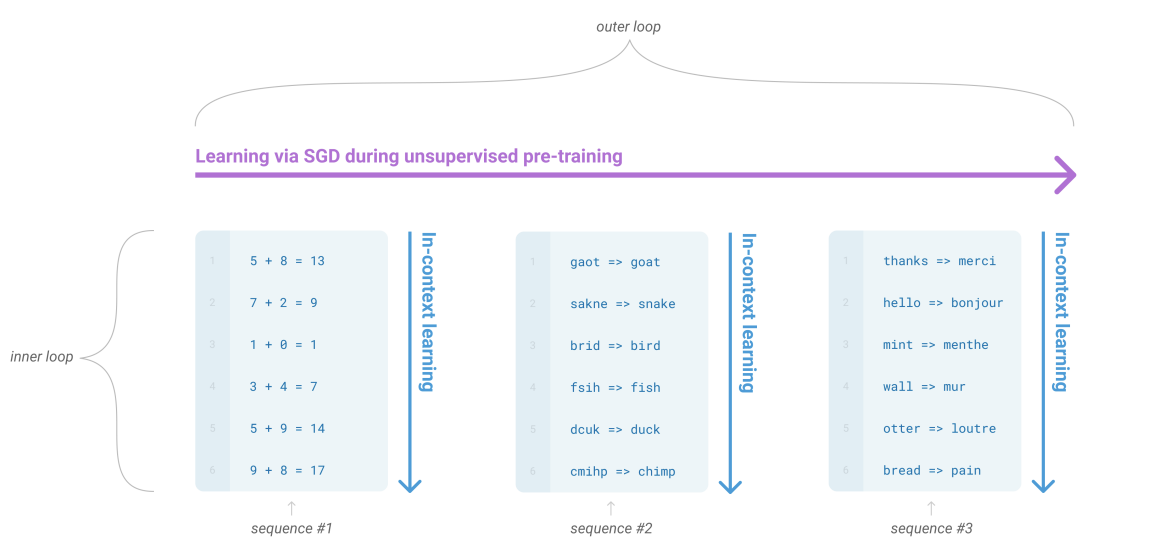 outer loop
Learning via SGD during unsupervised pre-training
inner loop
1 5 + 8 = 13
2 7 + 2 = 9
3 1 + 0 = 1
4 3 + 4 = 7
5 5 + 9 = 14
6 9 + 8 = 17
In-context learning
sequence #1
1 gaot => goat
2 sakne => snake
3 brid => bird
4 fsih => fish
5 dcuk => duck
6 cmihp => chimp
In-context learning
sequence #2
1 thanks => merci
2 hello => bonjour
3 mint => menthe
4 wall => mur
5 otter => loutre
6 bread => pain
In-context learning
sequence #3